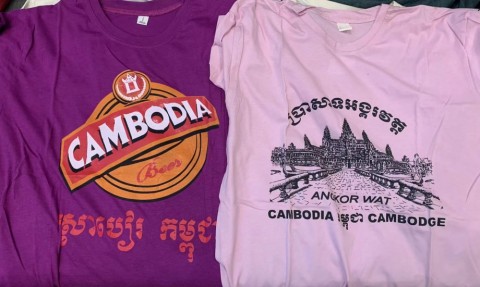 CAMBODIA
Beer
ស្រាបៀរ កម្ពុជា
ប្រាសាទអង្គរវត្ត
ANGKOR WAT
CAMBODIA កម្ពុជា CAMBODGE